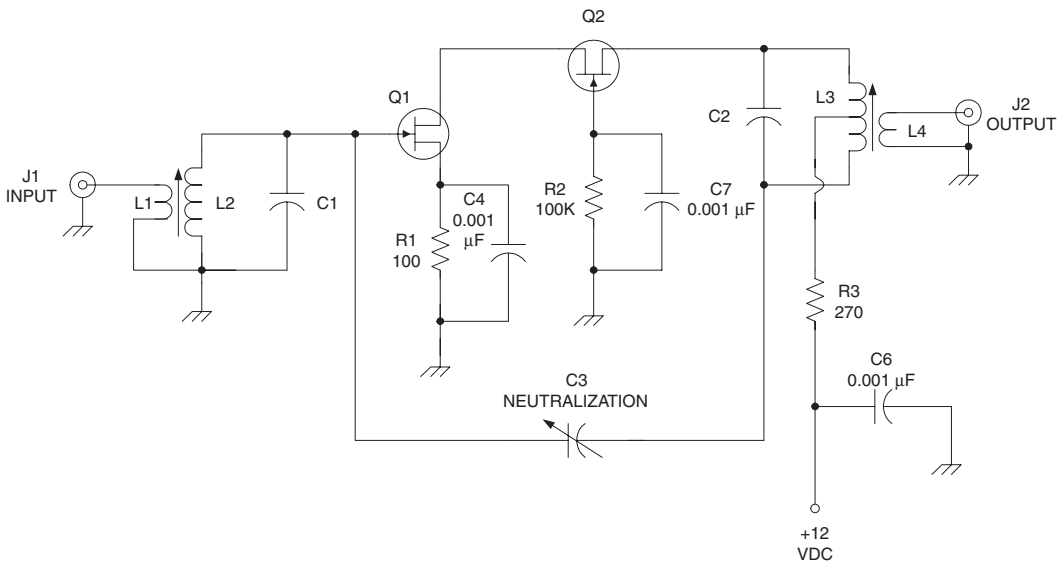 Q2
Q1
L3
J2
OUTPUT
C2
L4
J1
INPUT
L1
L2
C1
C4
0.001
μF
R2
100K
C7
0.001 μF
R1
100
R3
270
C6
0.001 μF
C3
NEUTRALIZATION
+12
VDC